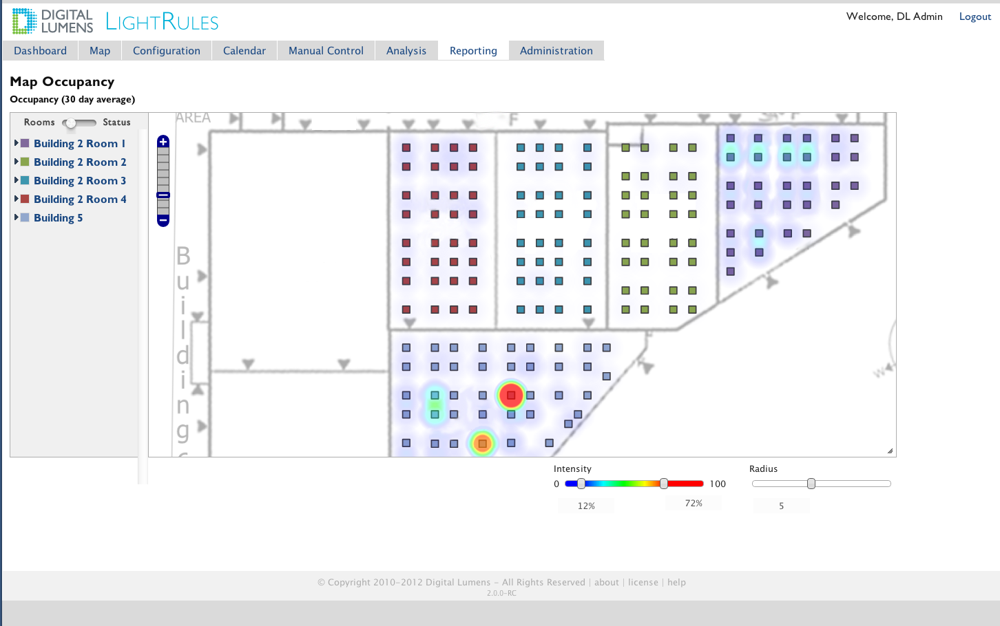 DIGITAL LUMENS LIGHTRULES
Welcome, DL Admin Logout
Dashboard Map Configuration Calendar Manual Control Analysis Reporting Administration
Map Occupancy
Occupancy (30 day average)
Rooms Status
Building 2 Room 1
Building 2 Room 2
Building 2 Room 3
Building 2 Room 4
Building 5
AREA
F
F
Building
W
Intensity
0 100
12% 72%
Radius
5
© Copyright 2010-2012 Digital Lumens - All Rights Reserved | about | license | help
2.0.0-RC